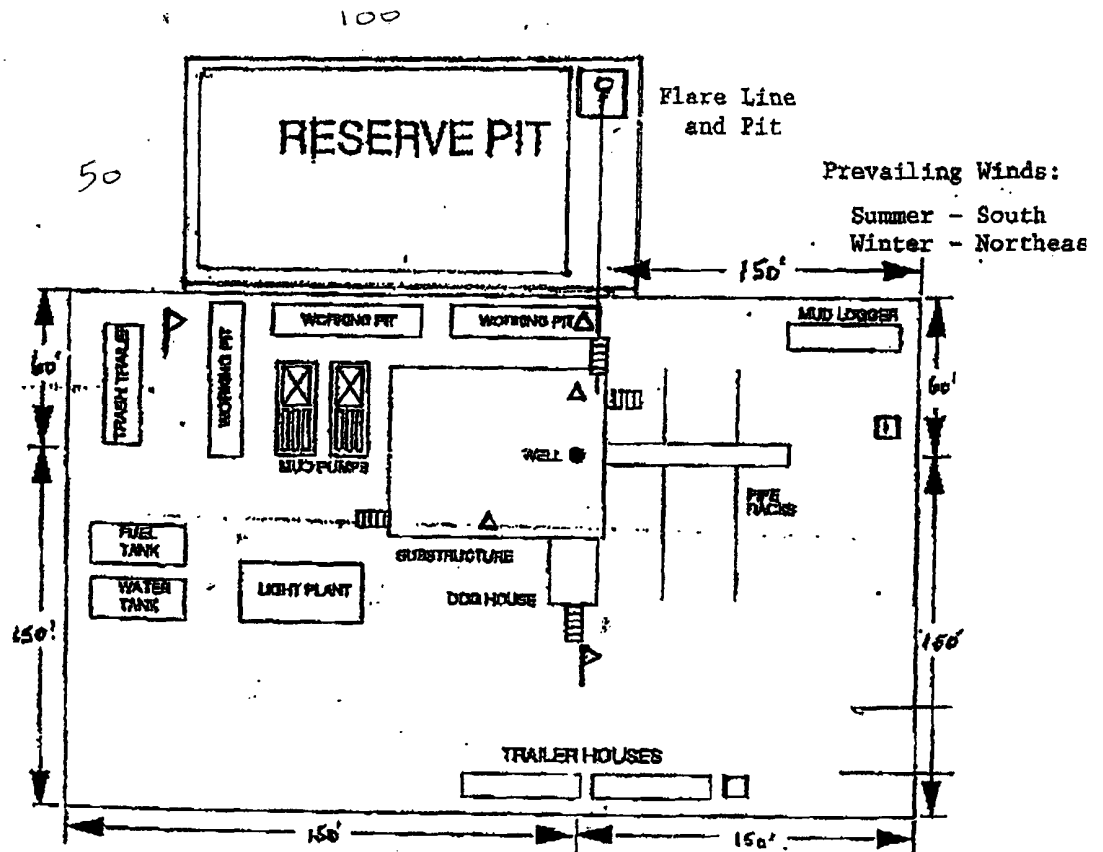 100
RESERVE PIT
Flare Line
and Pit
50
Prevailing Winds:
Summer - South
Winter - Northeas
150'
60'
TRASH TRAILER
WORKING PIT
WORKING PIT
WORKING PIT
MUD LOGGER
60'
MUD PUMPS
WELL
PIPE
RACKS
FUEL
TANK
SUBSTRUCTURE
WATER
TANK
LIGHT PLANT
DOG HOUSE
150'
150'
TRAILER HOUSES
150'
150'